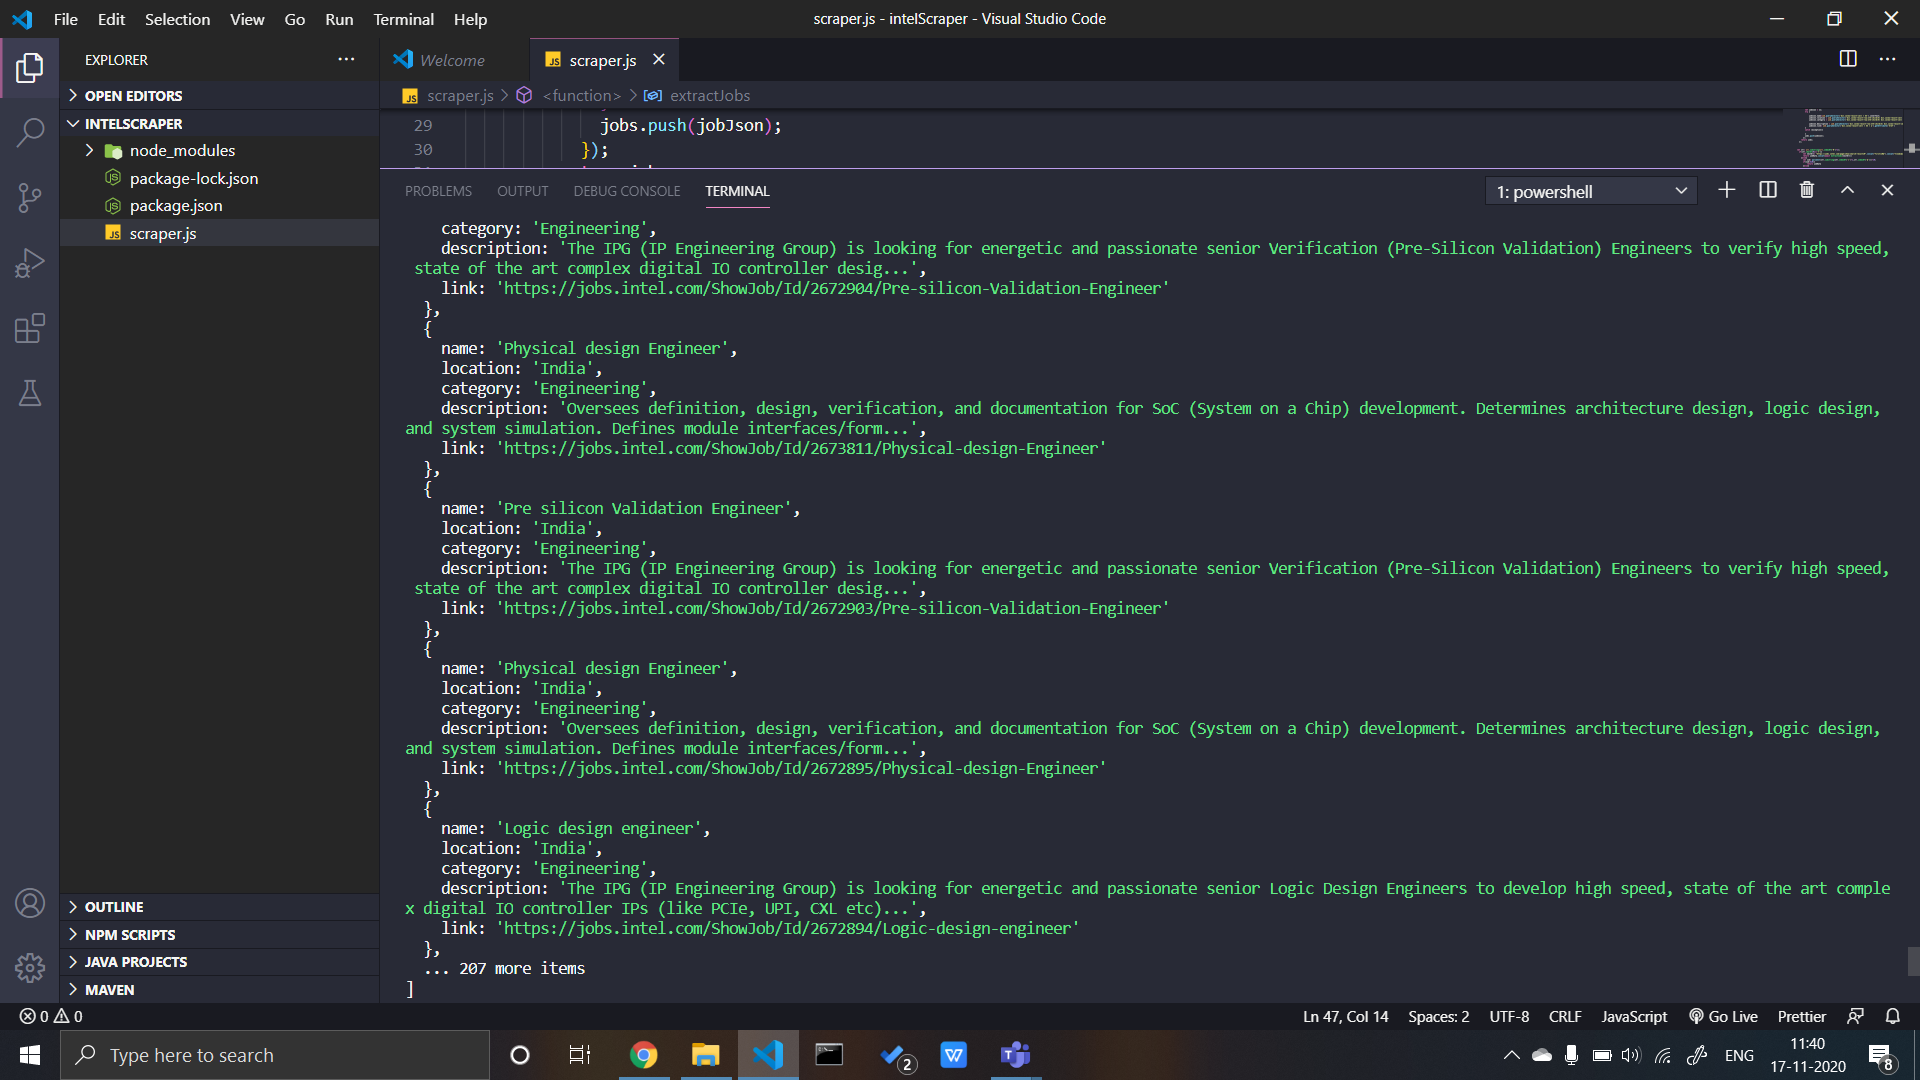 File Edit Selection View Go Run Terminal Help
scraper.js - intelScraper - Visual Studio Code
EXPLORER
Welcome
JS scraper.js
OPEN EDITORS
JS scraper.js > <function> > extractJobs
INTELSCRAPER
node_modules
package-lock.json
package.json
JS scraper.js
29 jobs.push(jobJson);
30 });
PROBLEMS OUTPUT DEBUG CONSOLE TERMINAL
1: powershell
category: 'Engineering',
description: 'The IPG (IP Engineering Group) is looking for energetic and passionate senior Verification (Pre-Silicon Validation) Engineers to verify high speed,
state of the art complex digital IO controller desig...',
link: 'https://jobs.intel.com/ShowJob/Id/2672904/Pre-silicon-Validation-Engineer'
},
{
name: 'Physical design Engineer',
location: 'India',
category: 'Engineering',
description: 'Oversees definition, design, verification, and documentation for SoC (System on a Chip) development. Determines architecture design, logic design,
and system simulation. Defines module interfaces/form...',
link: 'https://jobs.intel.com/ShowJob/Id/2673811/Physical-design-Engineer'
},
{
name: 'Pre silicon Validation Engineer',
location: 'India',
category: 'Engineering',
description: 'The IPG (IP Engineering Group) is looking for energetic and passionate senior Verification (Pre-Silicon Validation) Engineers to verify high speed,
state of the art complex digital IO controller desig...',
link: 'https://jobs.intel.com/ShowJob/Id/2672903/Pre-silicon-Validation-Engineer'
},
{
name: 'Physical design Engineer',
location: 'India',
category: 'Engineering',
description: 'Oversees definition, design, verification, and documentation for SoC (System on a Chip) development. Determines architecture design, logic design,
and system simulation. Defines module interfaces/form...',
link: 'https://jobs.intel.com/ShowJob/Id/2672895/Physical-design-Engineer'
},
{
name: 'Logic design engineer',
location: 'India',
category: 'Engineering',
description: 'The IPG (IP Engineering Group) is looking for energetic and passionate senior Logic Design Engineers to develop high speed, state of the art comple
x digital IO controller IPs (like PCIe, UPI, CXL etc)...',
link: 'https://jobs.intel.com/ShowJob/Id/2672894/Logic-design-engineer'
},
... 207 more items
]
OUTLINE
NPM SCRIPTS
JAVA PROJECTS
MAVEN
0 0
Ln 47, Col 14 Spaces: 2 UTF-8 CRLF JavaScript Go Live Prettier
Type here to search
2
W
ENG
11:40
17-11-2020
8